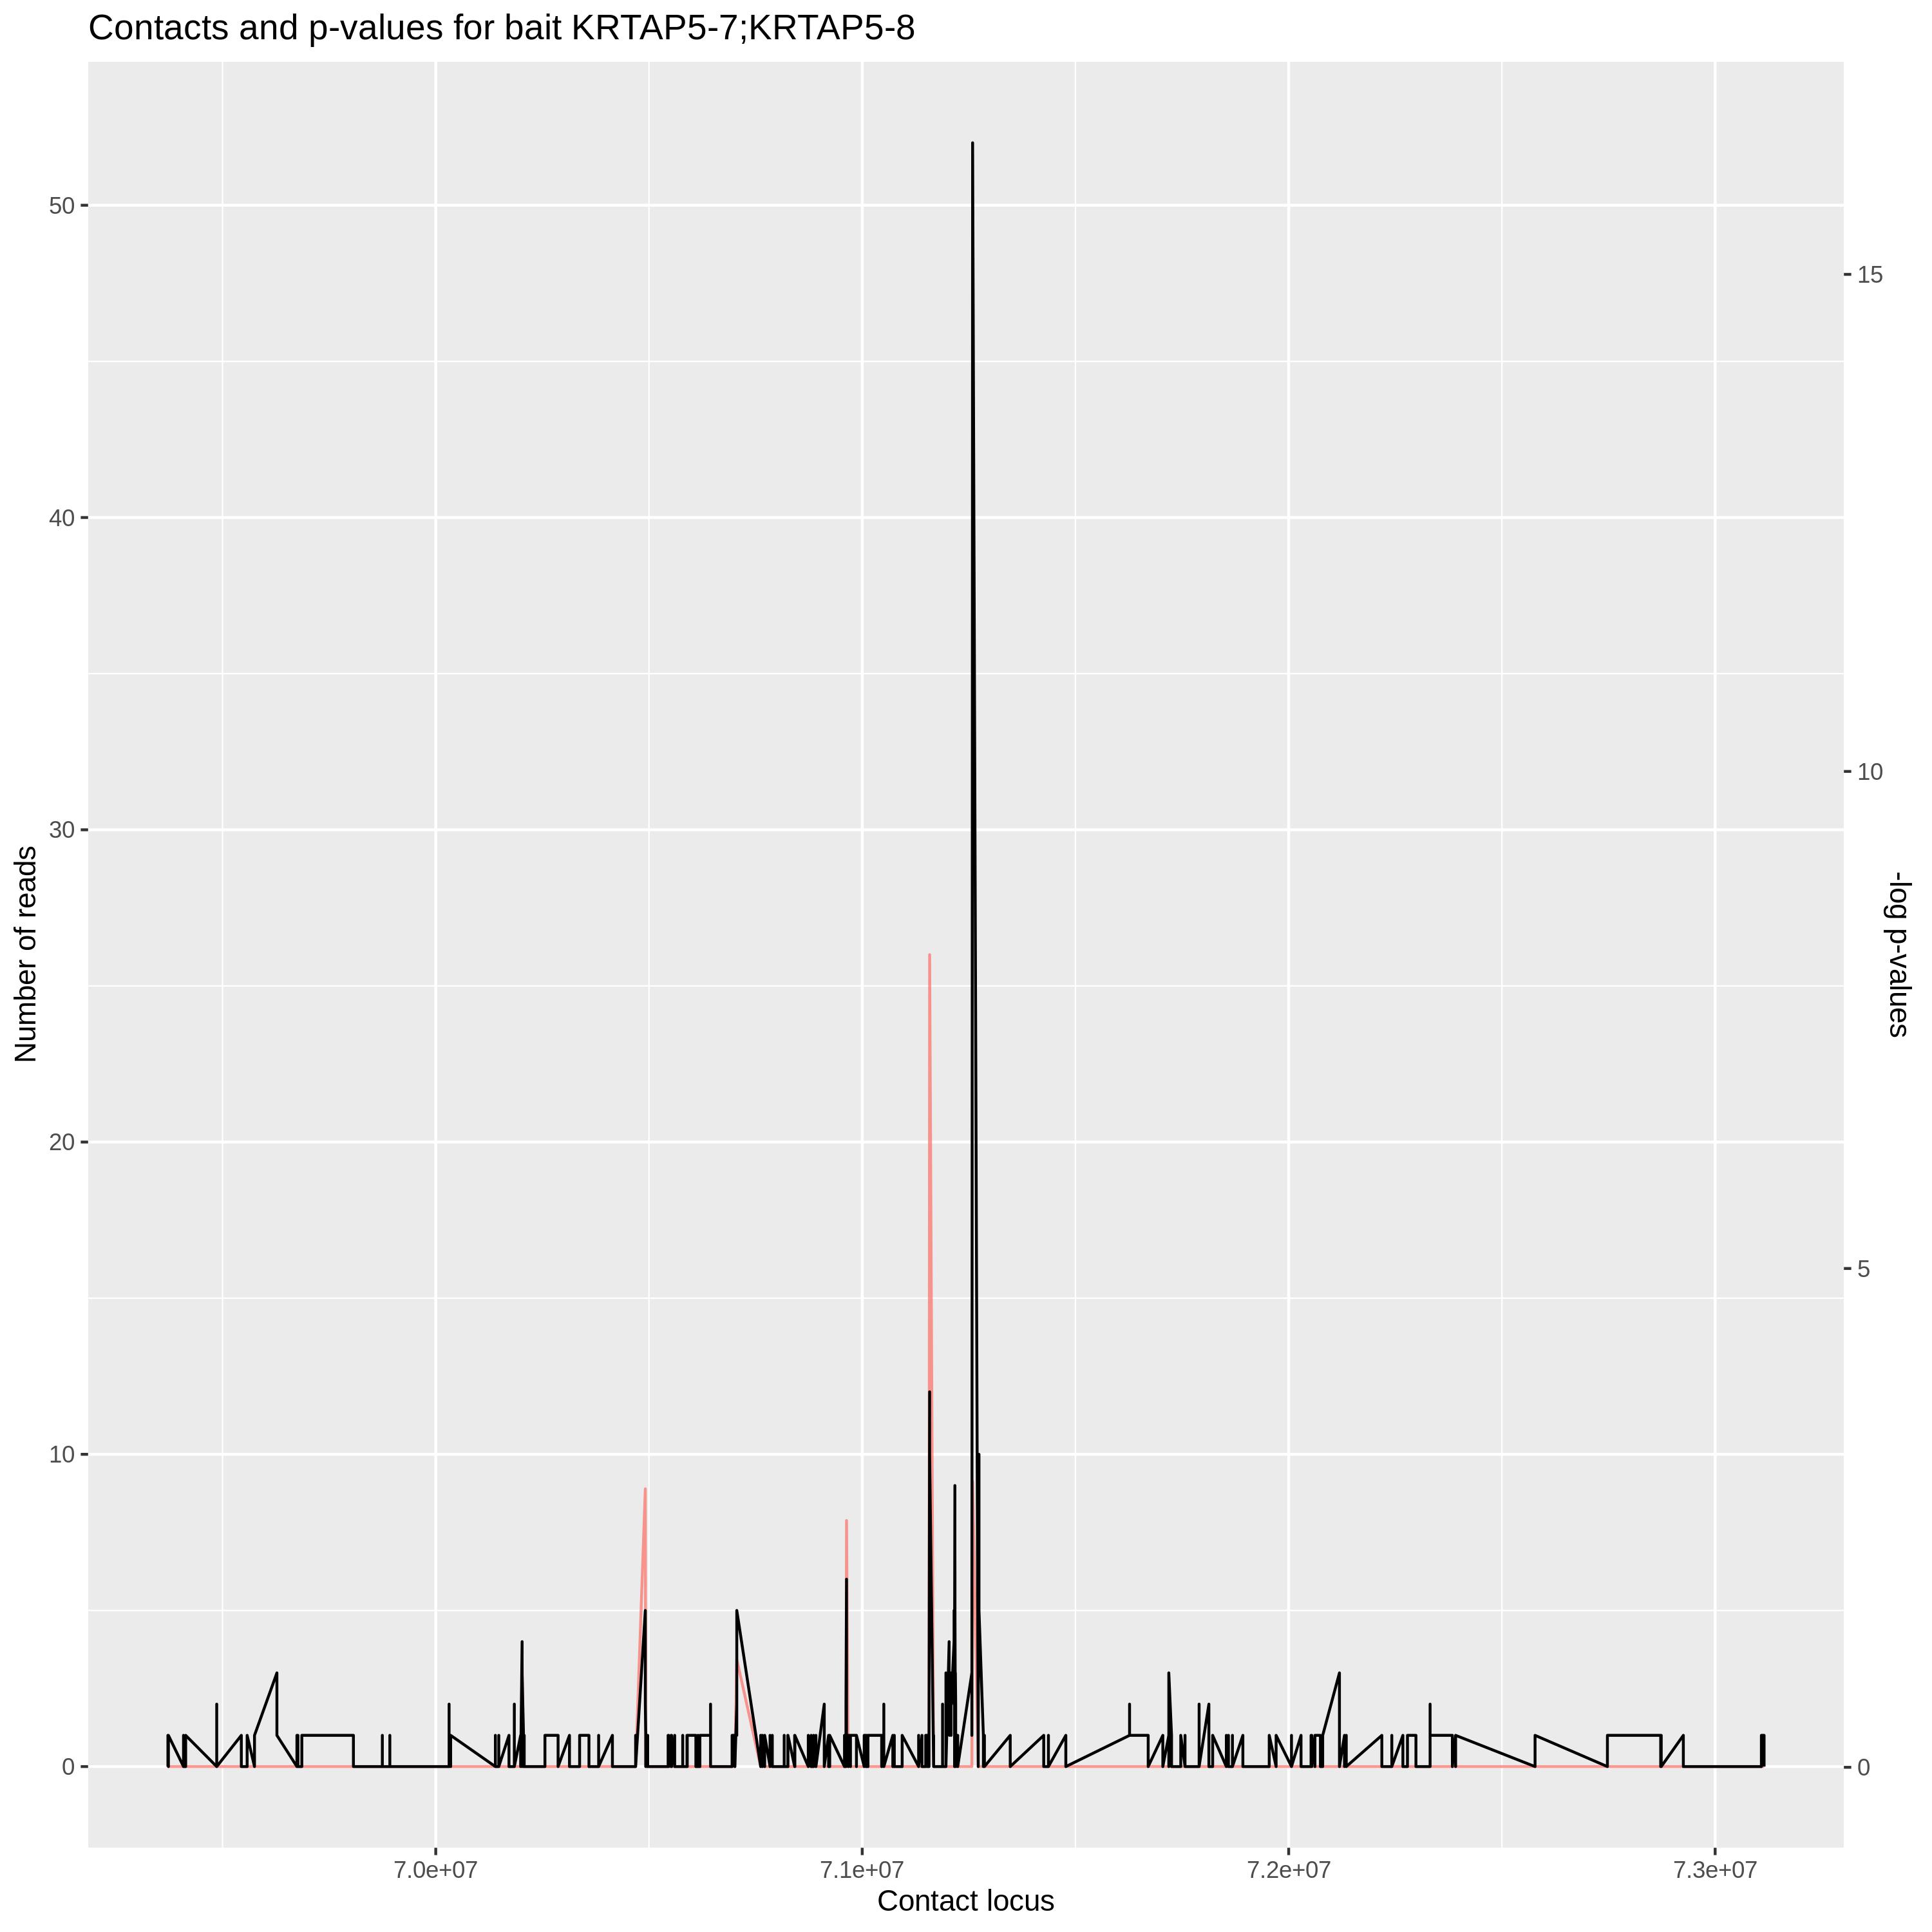 Contacts and p-values for bait KRTAP5-7;KRTAP5-8
Number of reads
50
40
30
20
10
0
15
10
5
0
-log p-values
7.0e+07 7.1e+07 7.2e+07 7.3e+07
Contact locus